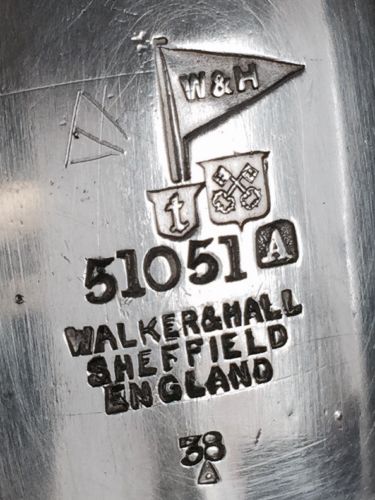 W&H
t
51051 A
WALKER&HALL
SHEFFIELD
ENGLAND
38